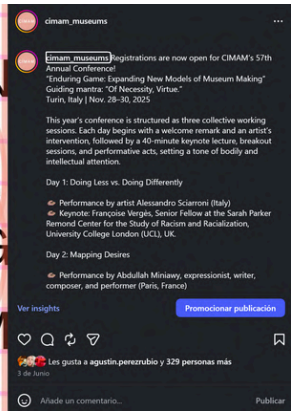 cimam_museums
cimam_museums Registrations are now open for CIMAM's 57th
Annual Conference!
"Enduring Game: Expanding New Models of Museum Making"
Guiding mantra: "Of Necessity, Virtue."
Turin, Italy | Nov. 28–30, 2025
This year's conference is structured as three collective working
sessions. Each day begins with a welcome remark and an artist's
intervention, followed by a 40-minute keynote lecture, breakout
sessions, and performative acts, setting a tone of bodily and
intellectual attention.
Day 1: Doing Less vs. Doing Differently
Performance by artist Alessandro Sciarroni (Italy)
Keynote: Françoise Vergès, Senior Fellow at the Sarah Parker
Remond Center for the Study of Racism and Racialization,
University College London (UCL), UK.
Day 2: Mapping Desires
Performance by Abdullah Miniawy, expressionist, writer,
composer, and performer (Paris, France)
Ver insights
Promocionar publicación
Les gusta a agustin.perezrubio y 329 personas más
3 de Junio
Añade un comentario...
Publicar